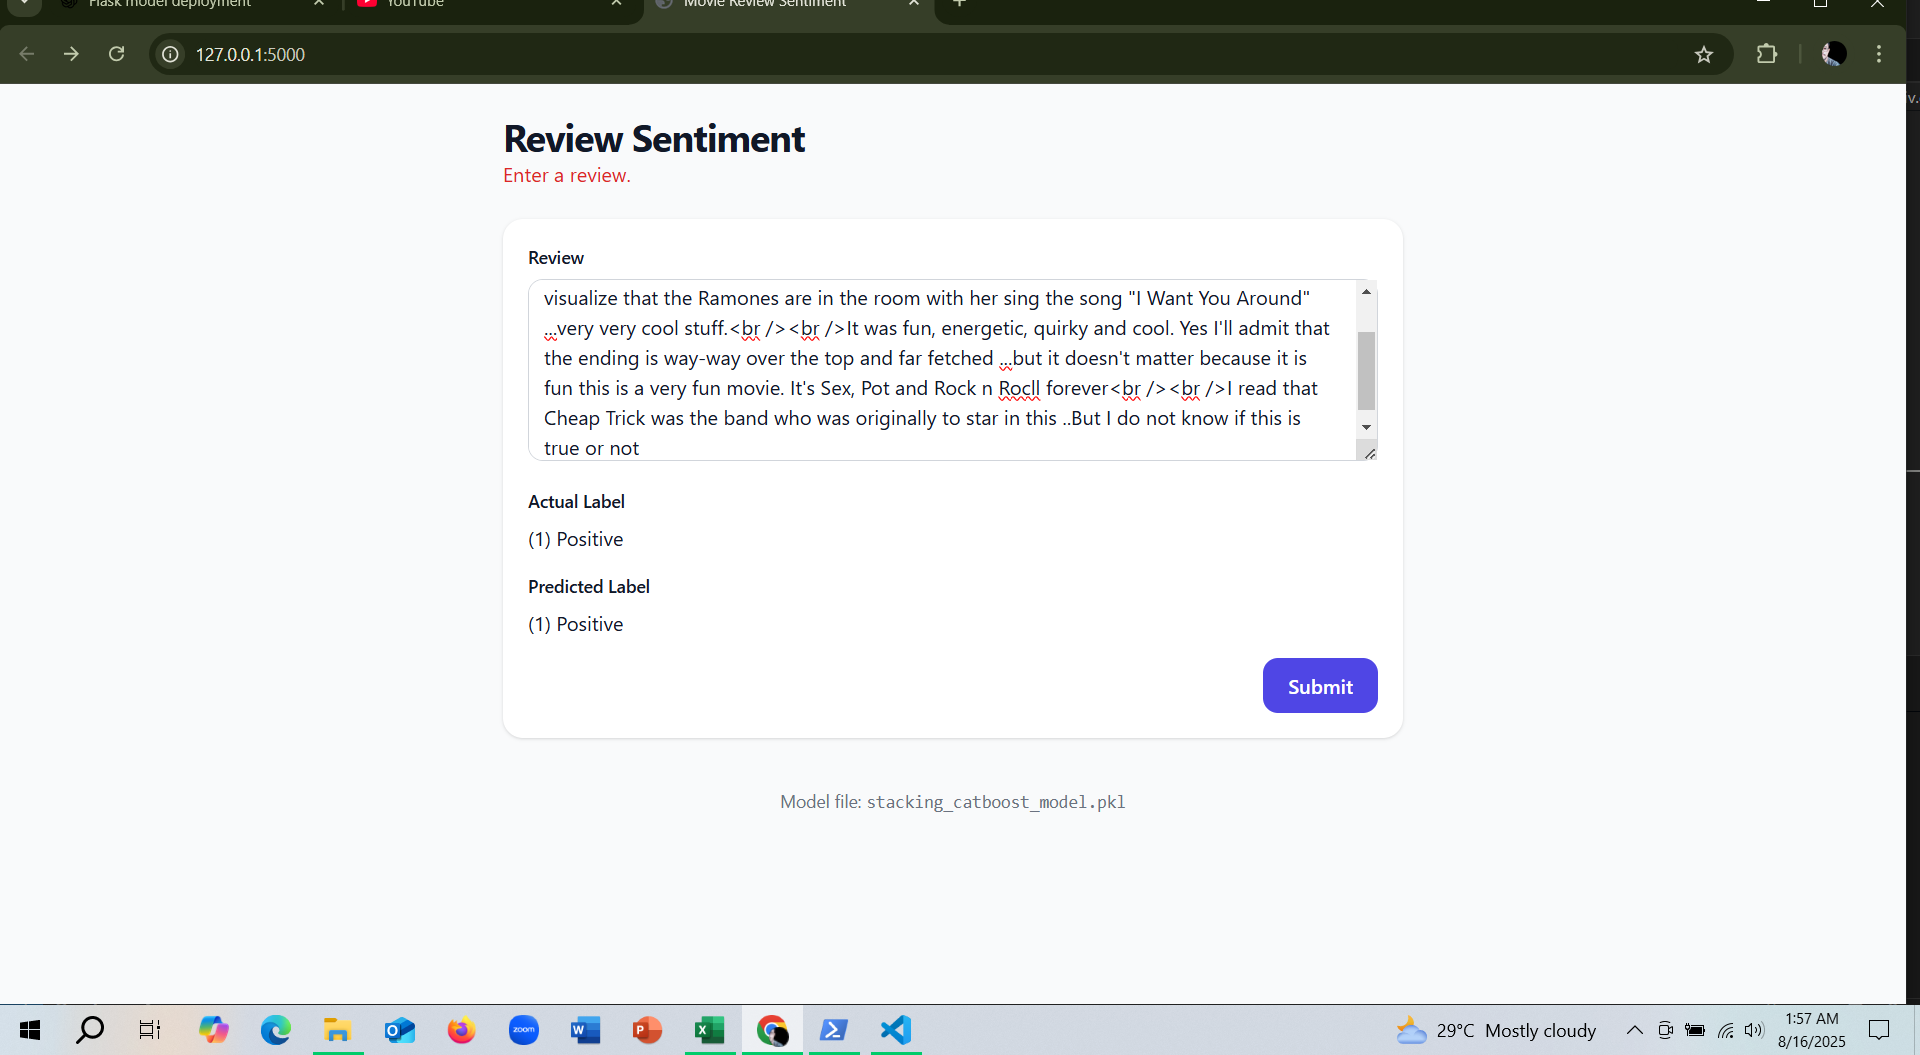 Flask model deployment
YouTube
Movie Review Sentiment
127.0.0.1:5000
Review Sentiment
Enter a review.
Review
visualize that the Ramones are in the room with her sing the song "I Want You Around"
...very very cool stuff.<br /><br />It was fun, energetic, quirky and cool. Yes I'll admit that
the ending is way-way over the top and far fetched ...but it doesn't matter because it is
fun this is a very fun movie. It's Sex, Pot and Rock n Rocll forever<br /><br />I read that
Cheap Trick was the band who was originally to star in this ..But I do not know if this is
true or not
Actual Label
(1) Positive
Predicted Label
(1) Positive
Submit
Model file: stacking_catboost_model.pkl
zoom
29°C Mostly cloudy
1:57 AM
8/16/2025